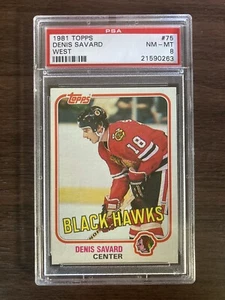 PSA
1981 TOPPS #75
DENIS SAVARD NM-MT
WEST 8
21590263
TOPPS
18
BLACK HAWKS
DENIS SAVARD
CENTER